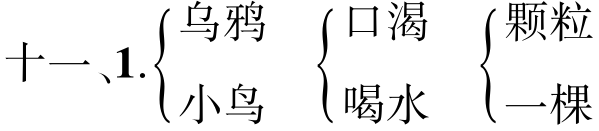 十一、1. 乌鸦 口渴 颗粒
小鸟 喝水 一棵